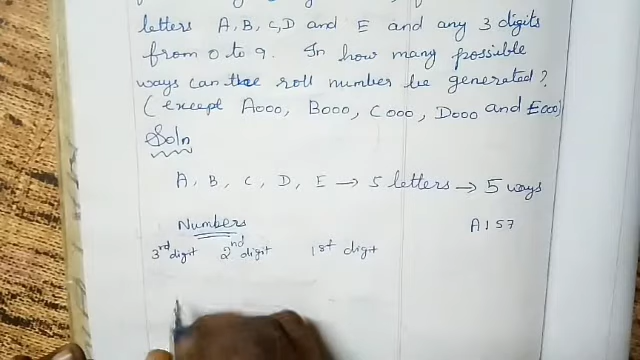 letters A, B, C, D and E and any 3 digits
from 0 to 9. In how many possible
ways can the roll number be generated?
(except A000, B000, C000, D000 and E000)
Soln
A, B, C, D, E → 5 letters → 5 ways
Numbers
A157
3rd digit 2nd digit 1st digit